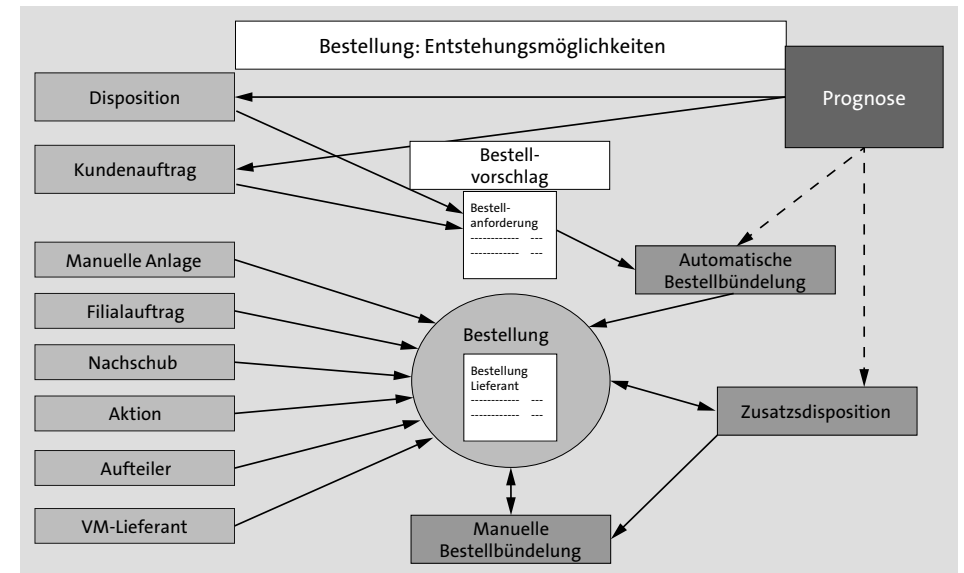 Bestellung: Entstehungsmöglichkeiten
Prognose
Disposition
Kundenauftrag
Bestell-
vorschlag
Bestell-
anforderung
------------ ---
------------ ---
Manuelle Anlage
Filialauftrag
Nachschub
Aktion
Aufteiler
VM-Lieferant
Automatische
Bestellbündelung
Bestellung
Bestellung
Lieferant
------------ ---
------------ ---
Zusatzsdisposition
Manuelle
Bestellbündelung